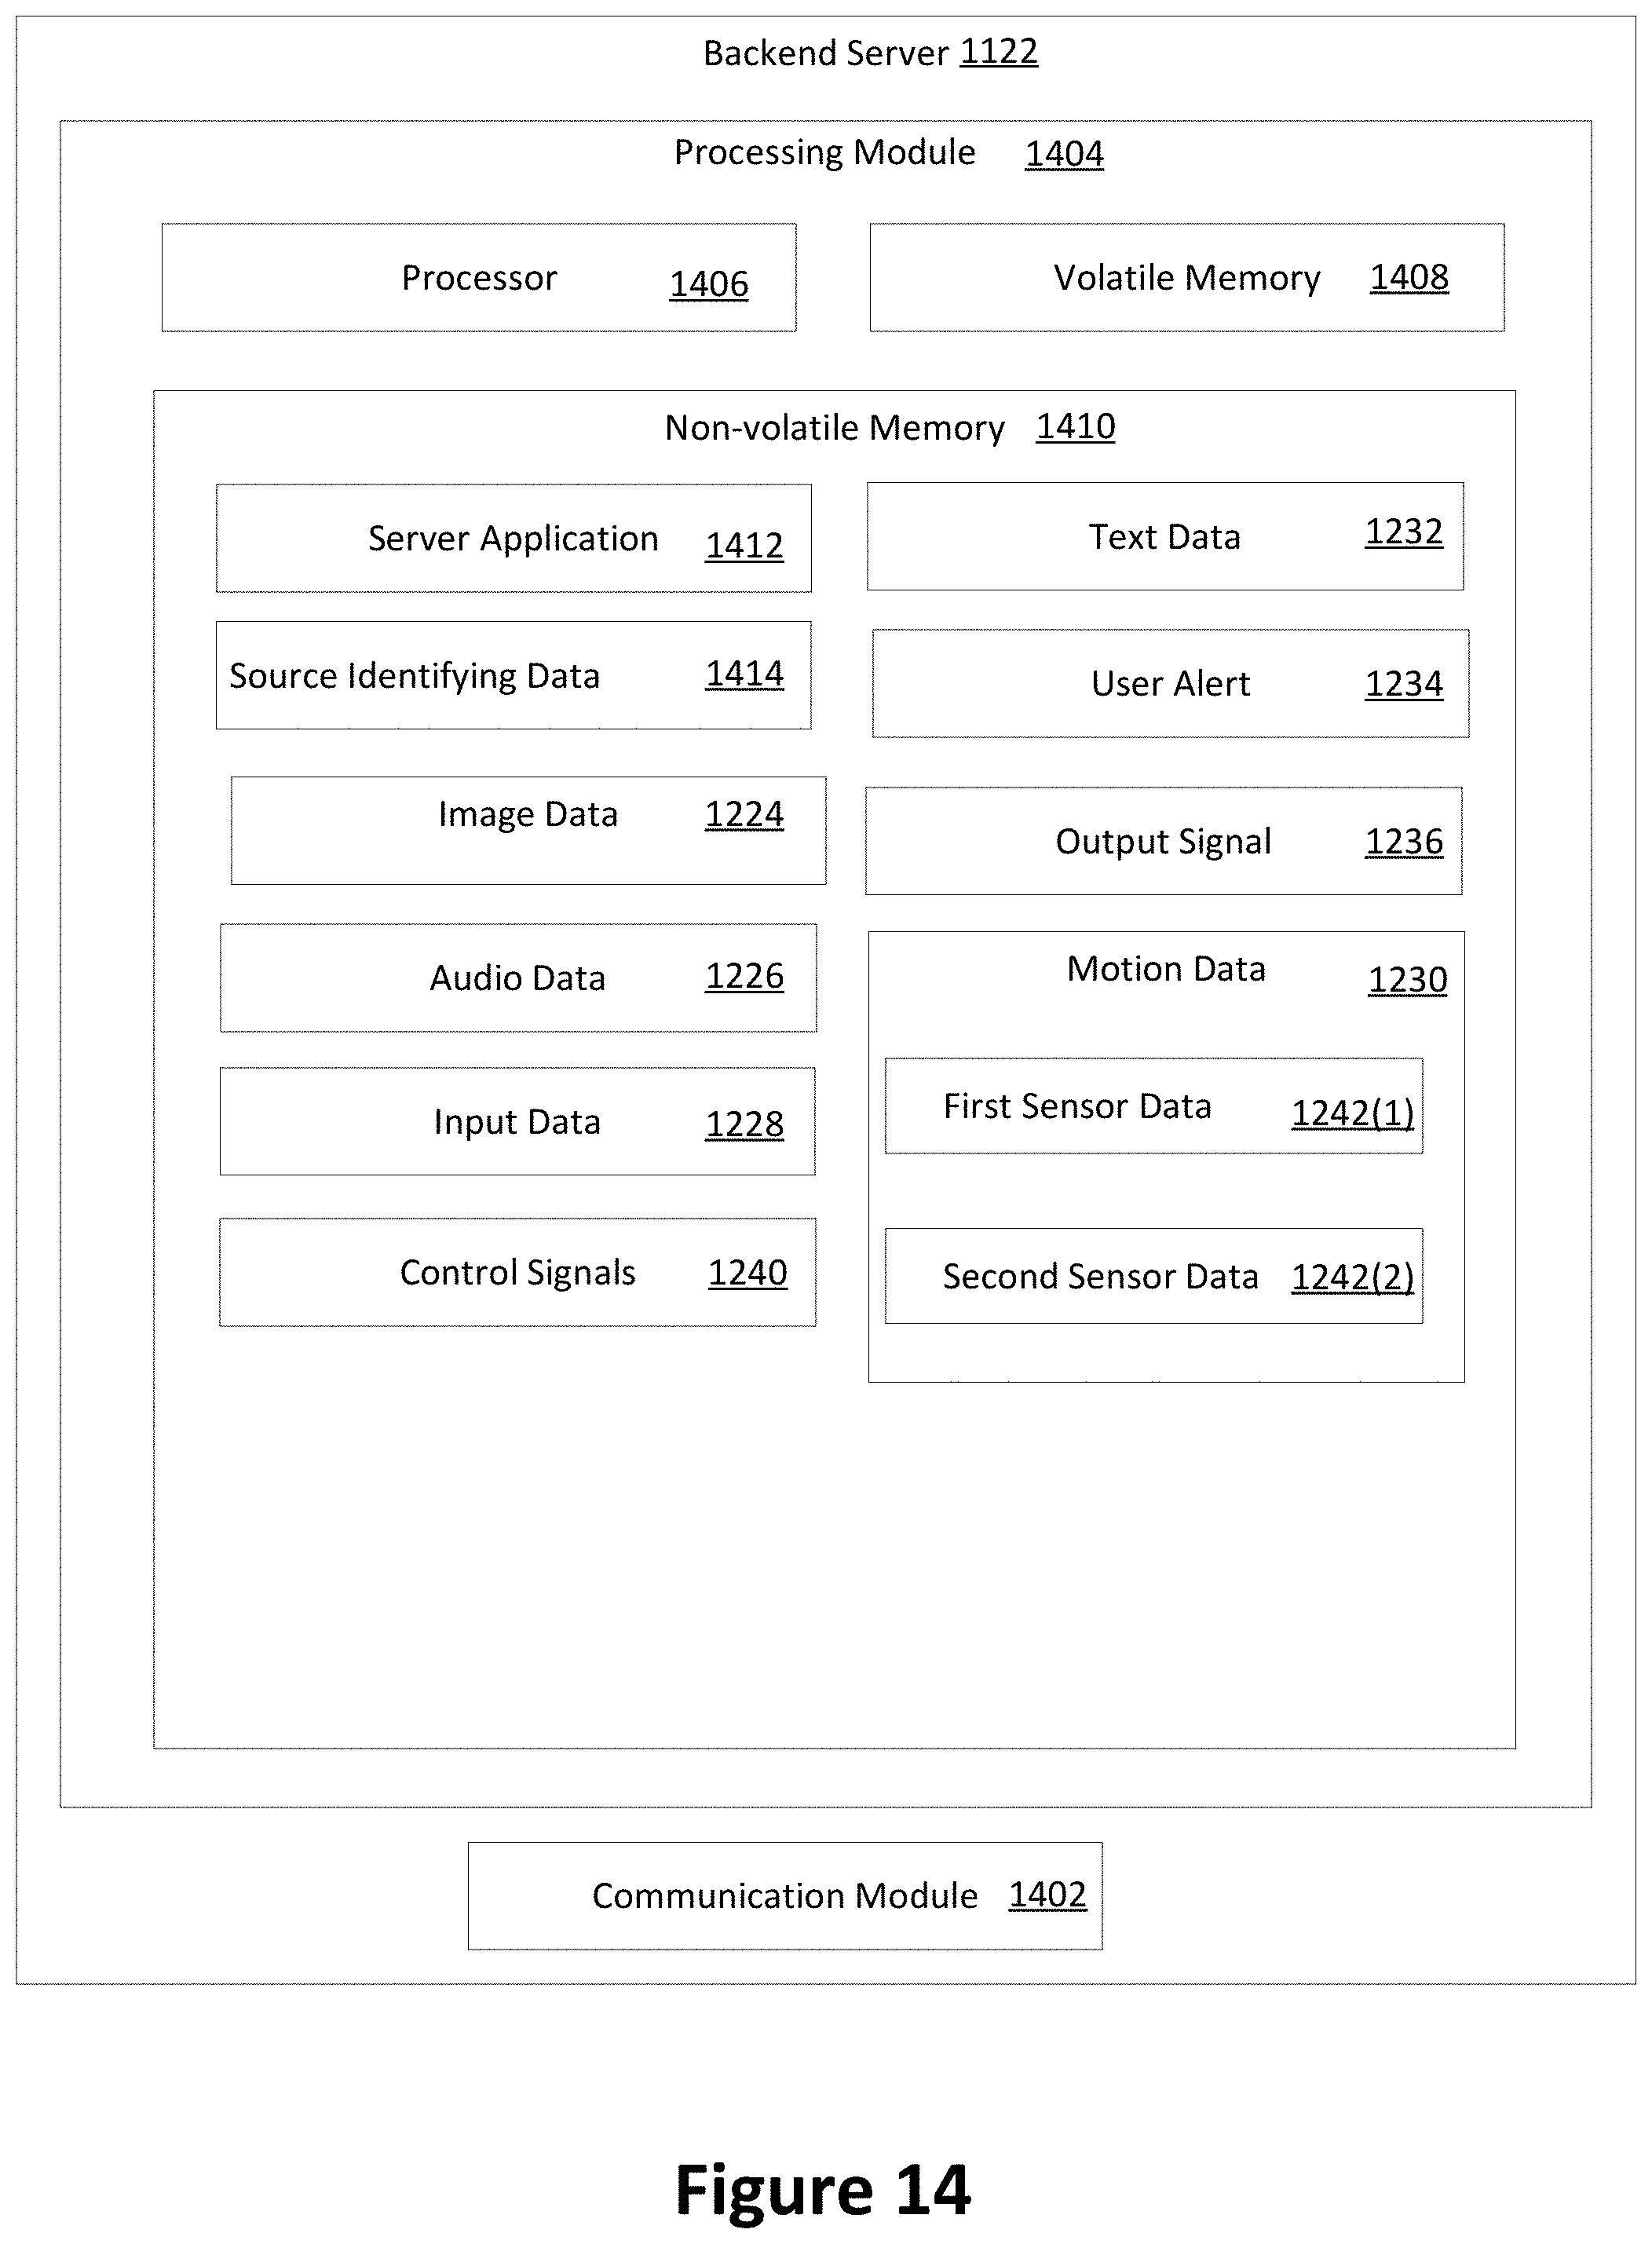 Backend Server 1122
Processing Module 1404
Processor 1406
Volatile Memory 1408
Non-volatile Memory 1410
Server Application 1412
Text Data 1232
Source Identifying Data 1414
User Alert 1234
Image Data 1224
Output Signal 1236
Audio Data 1226
Motion Data 1230
Input Data 1228
First Sensor Data 1242(1)
Control Signals 1240
Second Sensor Data 1242(2)
Communication Module 1402
Figure 14